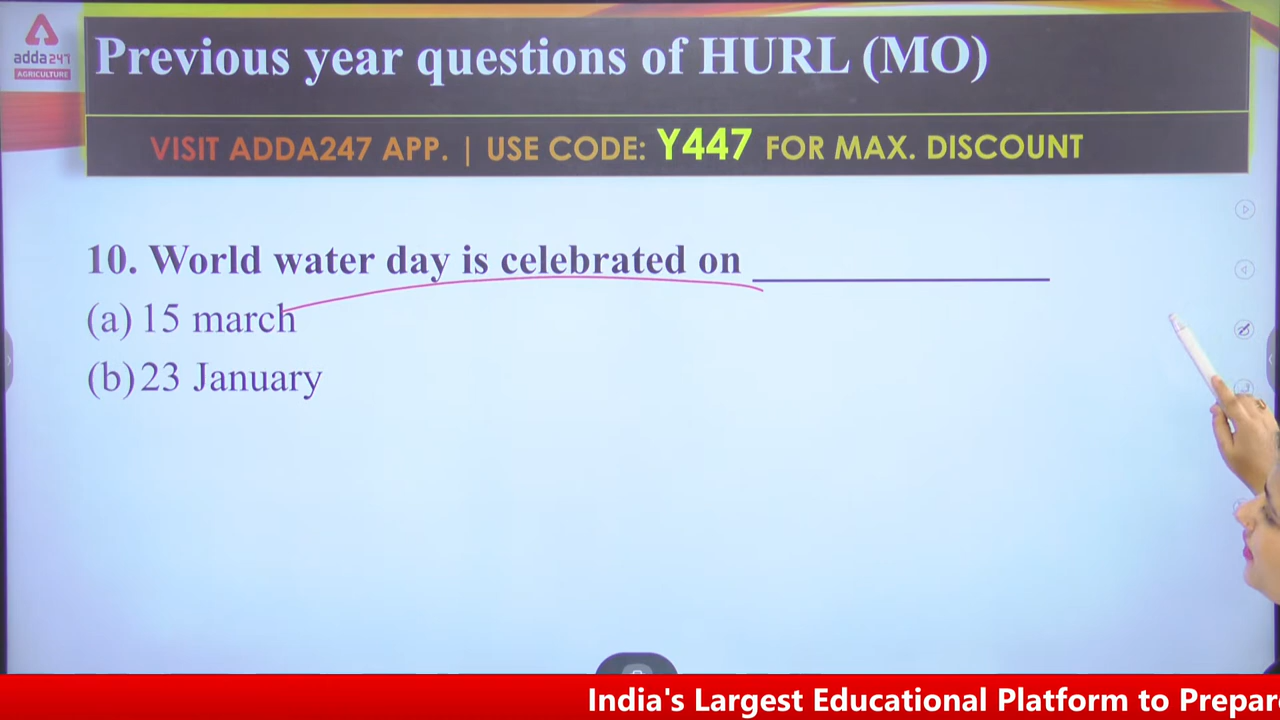 adda247
AGRICULTURE
Previous year questions of HURL (MO)
VISIT ADDA247 APP. | USE CODE: Y447 FOR MAX. DISCOUNT
10. World water day is celebrated on ____________
(a) 15 march
(b) 23 January
India's Largest Educational Platform to Prepar